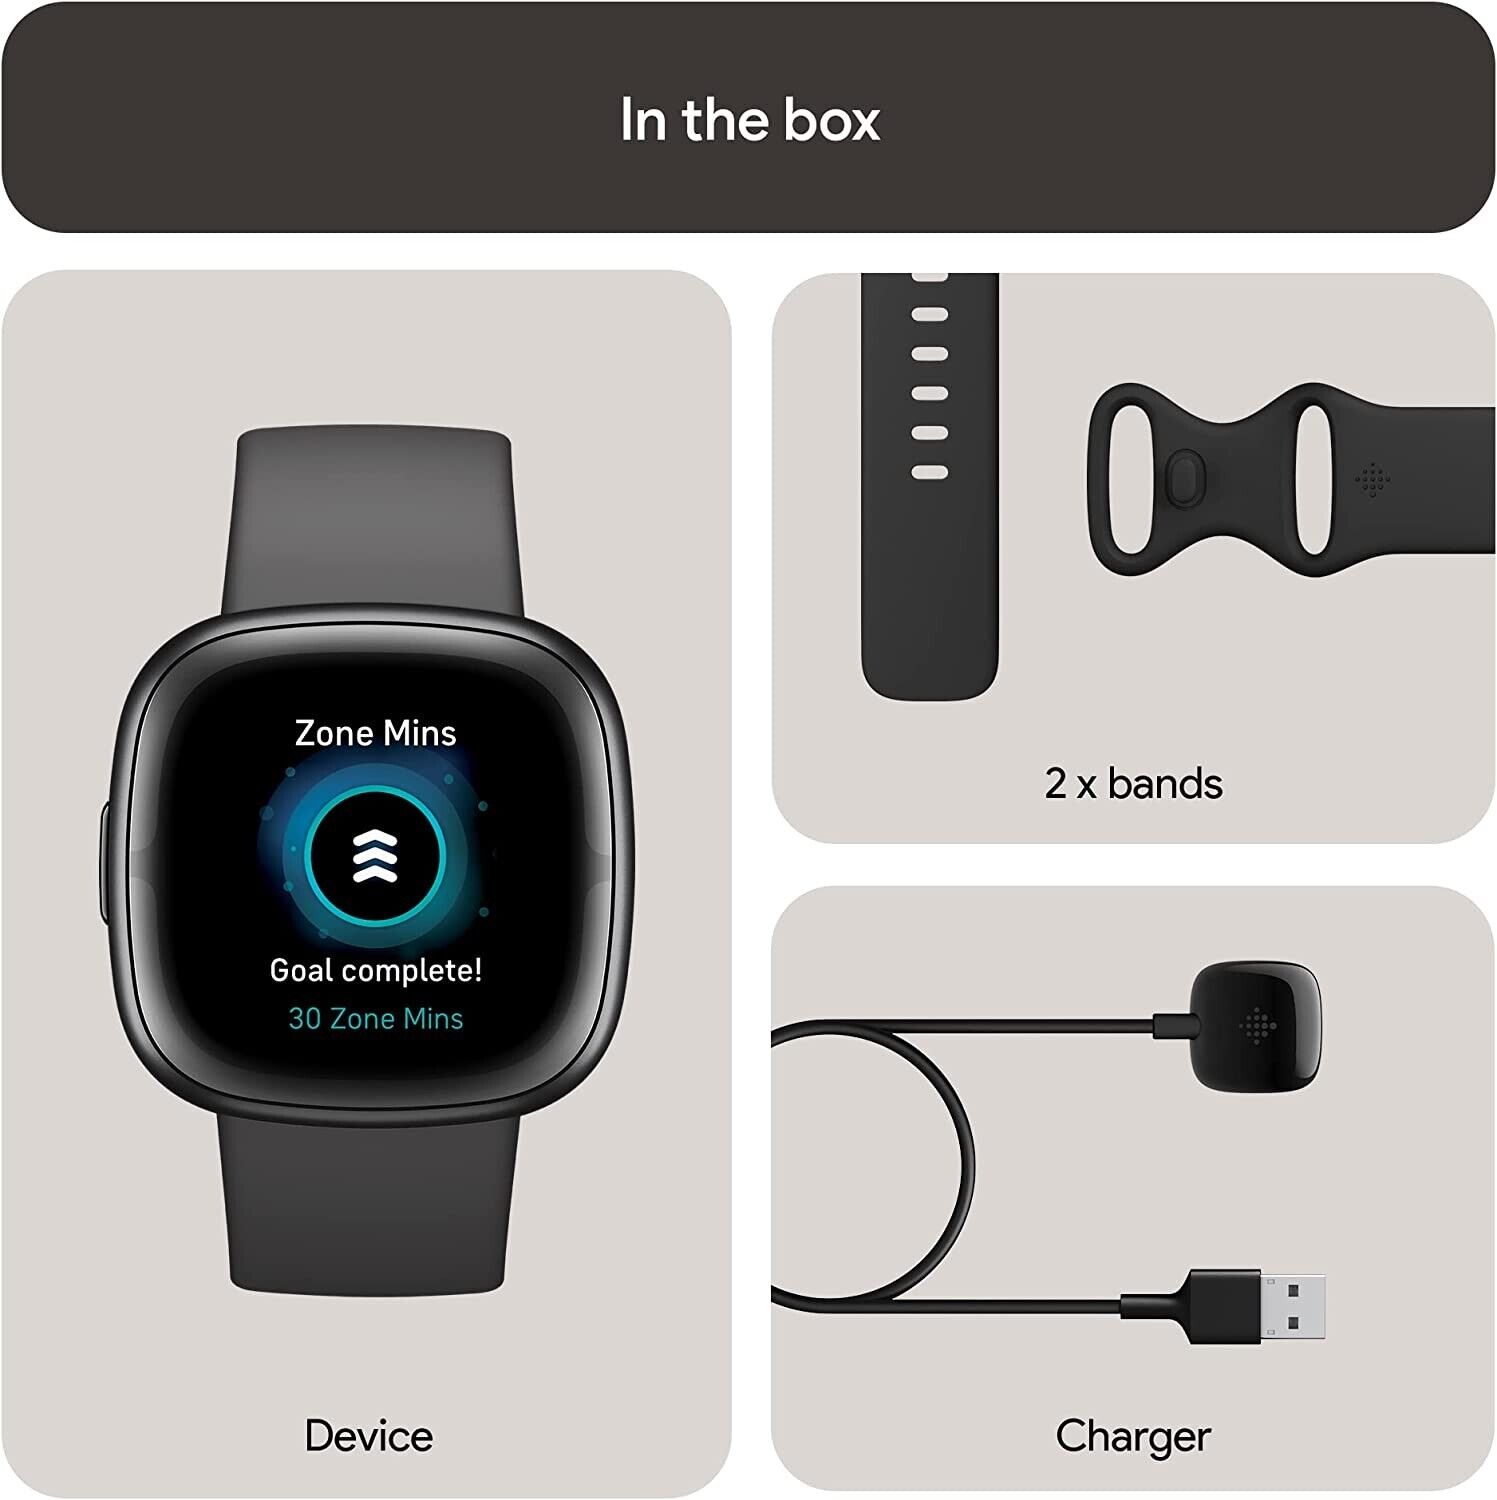 In the box
Zone Mins
Goal complete!
30 Zone Mins
Device
2 x bands
Charger